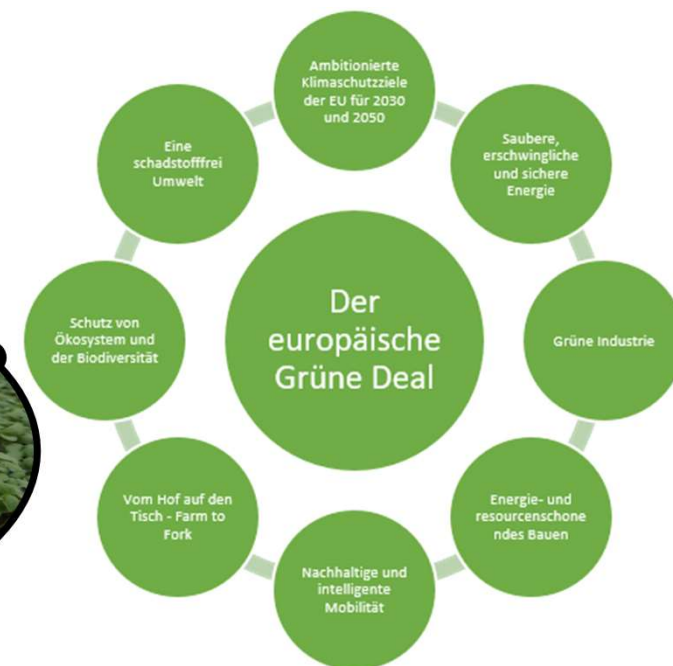 Ambitionierte
Klimaschutzziele
der EU für 2030
und 2050
Saubere,
erschwingliche
und sichere
Energie
Grüne Industrie
Energie- und
resourcenschone
ndes Bauen
Nachhaltige und
intelligente
Mobilität
Vom Hof auf den
Tisch - Farm to
Fork
Schutz von
Ökosystem und
der Biodiversität
Eine
schadstofffrei
Umwelt
Der
europäische
Grüne Deal